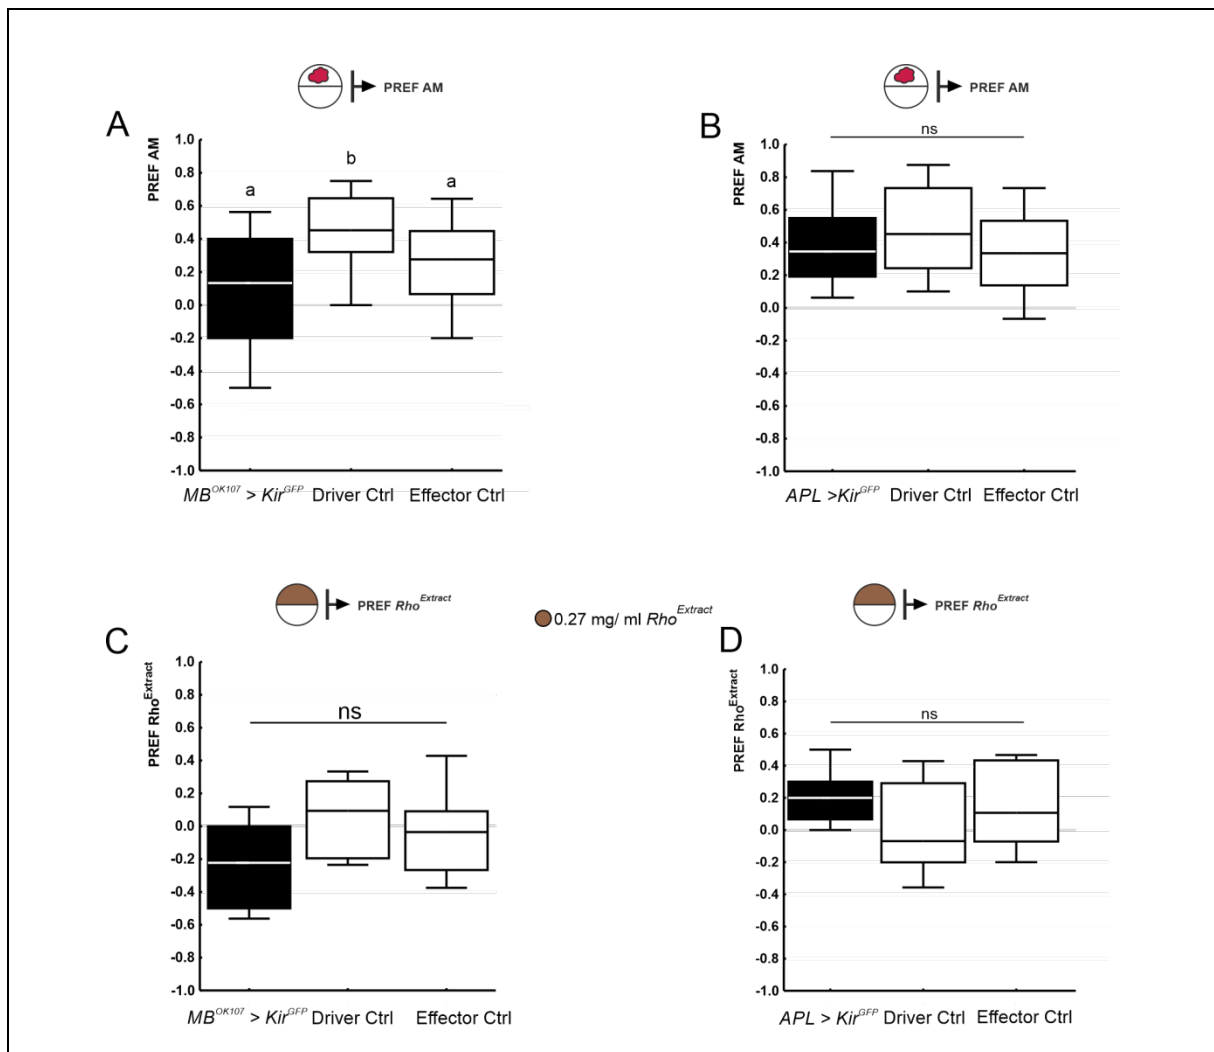 PREF AM
A
PREF AM
1.0
0.8
0.6
0.4
0.2
0.0
-0.2
-0.4
-0.6
-0.8
-1.0
a
b
a
MB^OK107 > Kir^GFP Driver Ctrl Effector Ctrl
PREF AM
B
PREF AM
1.0
0.8
0.6
0.4
0.2
0.0
-0.2
-0.4
-0.6
-0.8
-1.0
ns
APL >Kir^GFP Driver Ctrl Effector Ctrl
PREF Rho^Extract
0.27 mg/ ml Rho^Extract
C
PREF Rho^Extract
1.0
0.8
0.6
0.4
0.2
0.0
-0.2
-0.4
-0.6
-0.8
-1.0
ns
MB^OK107 > Kir^GFP Driver Ctrl Effector Ctrl
PREF Rho^Extract
D
PREF Rho^Extract
1.0
0.8
0.6
0.4
0.2
0.0
-0.2
-0.4
-0.6
-0.8
-1.0
ns
APL > Kir^GFP Driver Ctrl Effector Ctrl